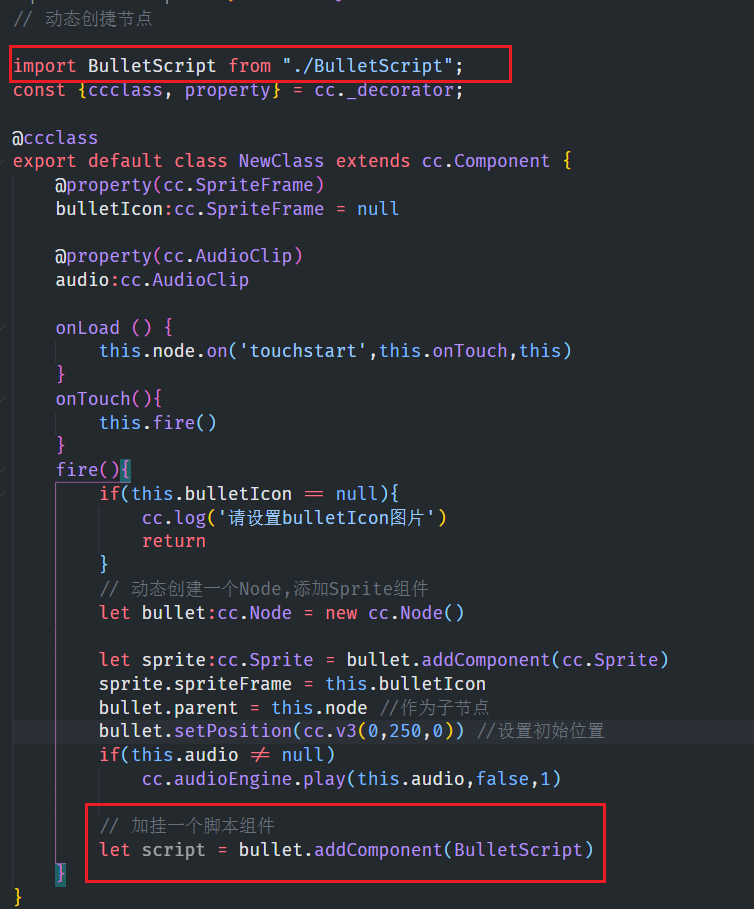 // 动态创捷节点
import BulletScript from "./BulletScript";
const {ccclass, property} = cc._decorator;
@ccclass
export default class NewClass extends cc.Component {
@property(cc.SpriteFrame)
bulletIcon:cc.SpriteFrame = null
@property(cc.AudioClip)
audio:cc.AudioClip
onLoad () {
this.node.on('touchstart',this.onTouch,this)
}
onTouch(){
this.fire()
}
fire(){
if(this.bulletIcon == null){
cc.log('请设置bulletIcon图片')
return
}
// 动态创建一个Node,添加Sprite组件
let bullet:cc.Node = new cc.Node()
let sprite:cc.Sprite = bullet.addComponent(cc.Sprite)
sprite.spriteFrame = this.bulletIcon
bullet.parent = this.node //作为子节点
bullet.setPosition(cc.v3(0,250,0)) //设置初始位置
if(this.audio != null)
cc.audioEngine.play(this.audio,false,1)
// 加挂一个脚本组件
let script = bullet.addComponent(BulletScript)
}
}